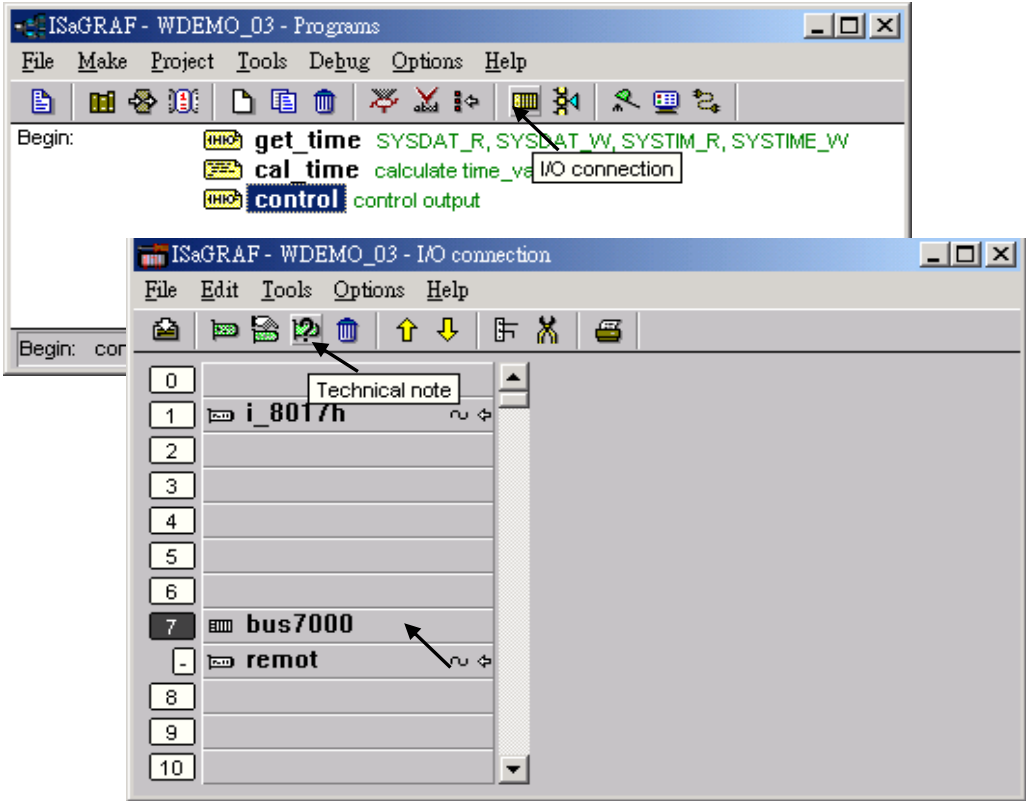 ISaGRAF - WDEMO_03 - Programs
File Make Project Tools Debug Options Help
Begin: get_time SYSDAT_R, SYSDAT_W, SYSTIM_R, SYSTIME_W
cal_time calculate time_va
I/O connection
control control output
Begin: cor
ISaGRAF - WDEMO_03 - I/O connection
File Edit Tools Options Help
Technical note
0
1 i_8017h
2
3
4
5
6
7 bus7000
- remot
8
9
10